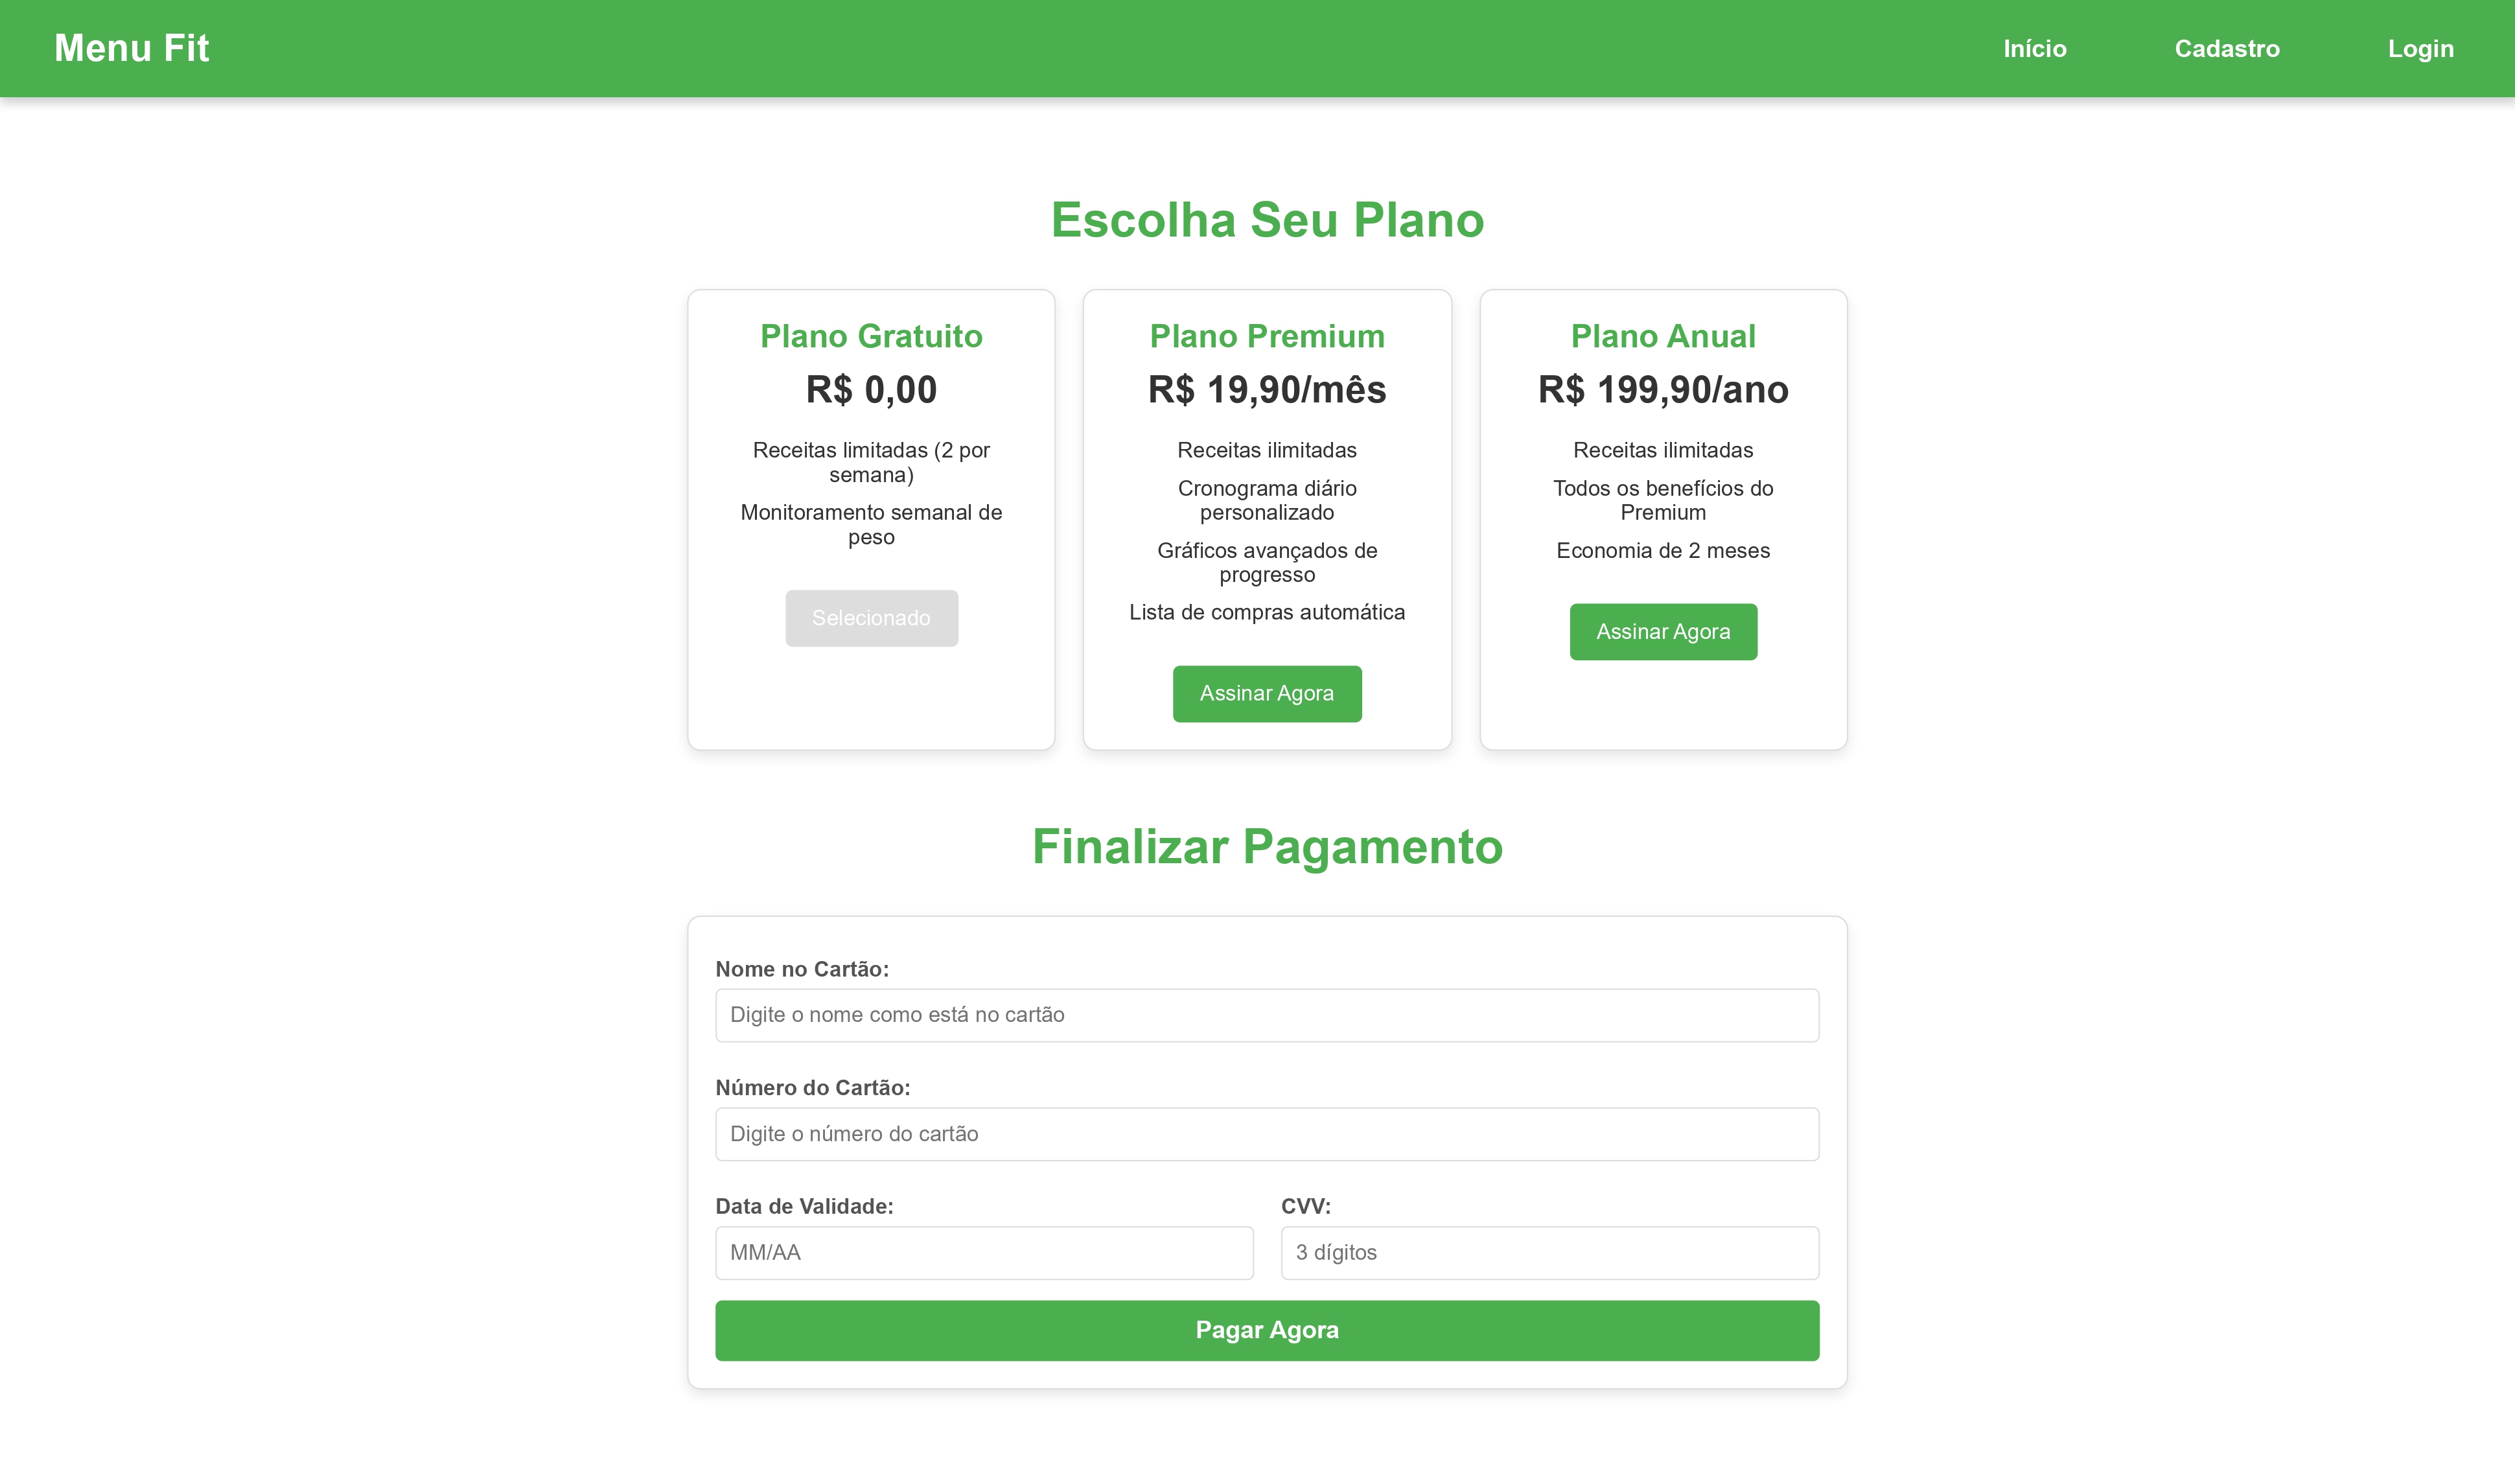 Menu Fit
Início
Cadastro
Login
Escolha Seu Plano
Plano Gratuito
R$ 0,00
Receitas limitadas (2 por
semana)
Monitoramento semanal de
peso
Selecionado
Plano Premium
R$ 19,90/mês
Receitas ilimitadas
Cronograma diário
personalizado
Gráficos avançados de
progresso
Lista de compras automática
Assinar Agora
Plano Anual
R$ 199,90/ano
Receitas ilimitadas
Todos os benefícios do
Premium
Economia de 2 meses
Assinar Agora
Finalizar Pagamento
Nome no Cartão:
Digite o nome como está no cartão
Número do Cartão:
Digite o número do cartão
Data de Validade:
MM/AA
CVV:
3 dígitos
Pagar Agora